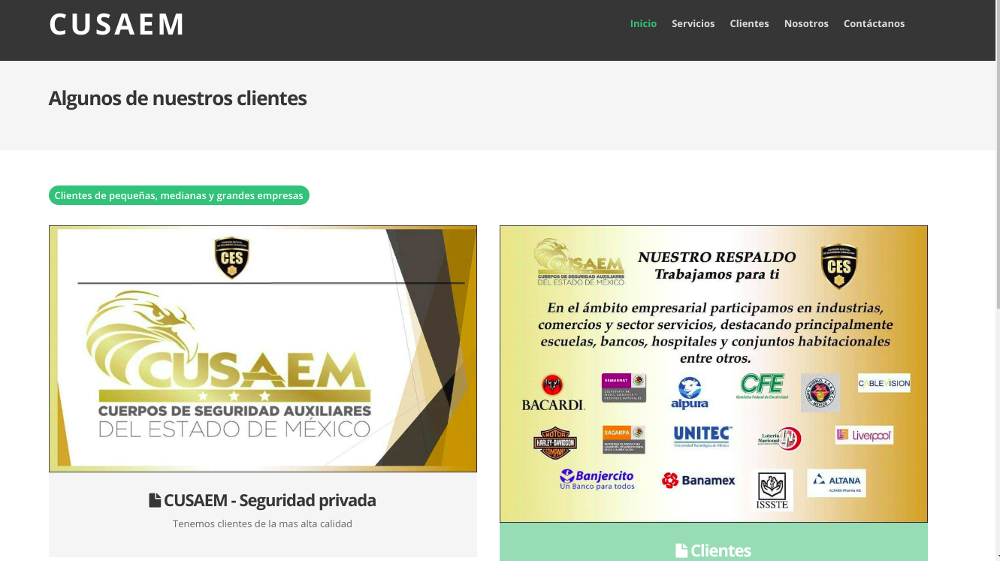 CUSAEM
Inicio Servicios Clientes Nosotros Contáctanos
Algunos de nuestros clientes
Clientes de pequeñas, medianas y grandes empresas
CES
CUSAEM
CUERPOS DE SEGURIDAD AUXILIARES
DEL ESTADO DE MÉXICO
CUSAEM - Seguridad privada
Tenemos clientes de la mas alta calidad
CUSAEM
CUERPOS DE SEGURIDAD AUXILIARES
DEL ESTADO DE MÉXICO
NUESTRO RESPALDO
Trabajamos para ti
CES
En el ámbito empresarial participamos en industrias,
comercios y sector servicios, destacando principalmente
escuelas, bancos, hospitales y conjuntos habitacionales
entre otros.
BACARDI.
SEMARNAT
alpura
CFE
Comisión Federal de Electricidad
CABLEVISION
MOTOR
HARLEY-DAVIDSON
COMPANY
SAGARPA
UNITEC
Universidad Tecnológica de México
Lotería
Nacional
Liverpool
Banjercito
Un Banco para todos
Banamex
ISSSTE
ALTANA
ALTANA Pharma AG
Clientes